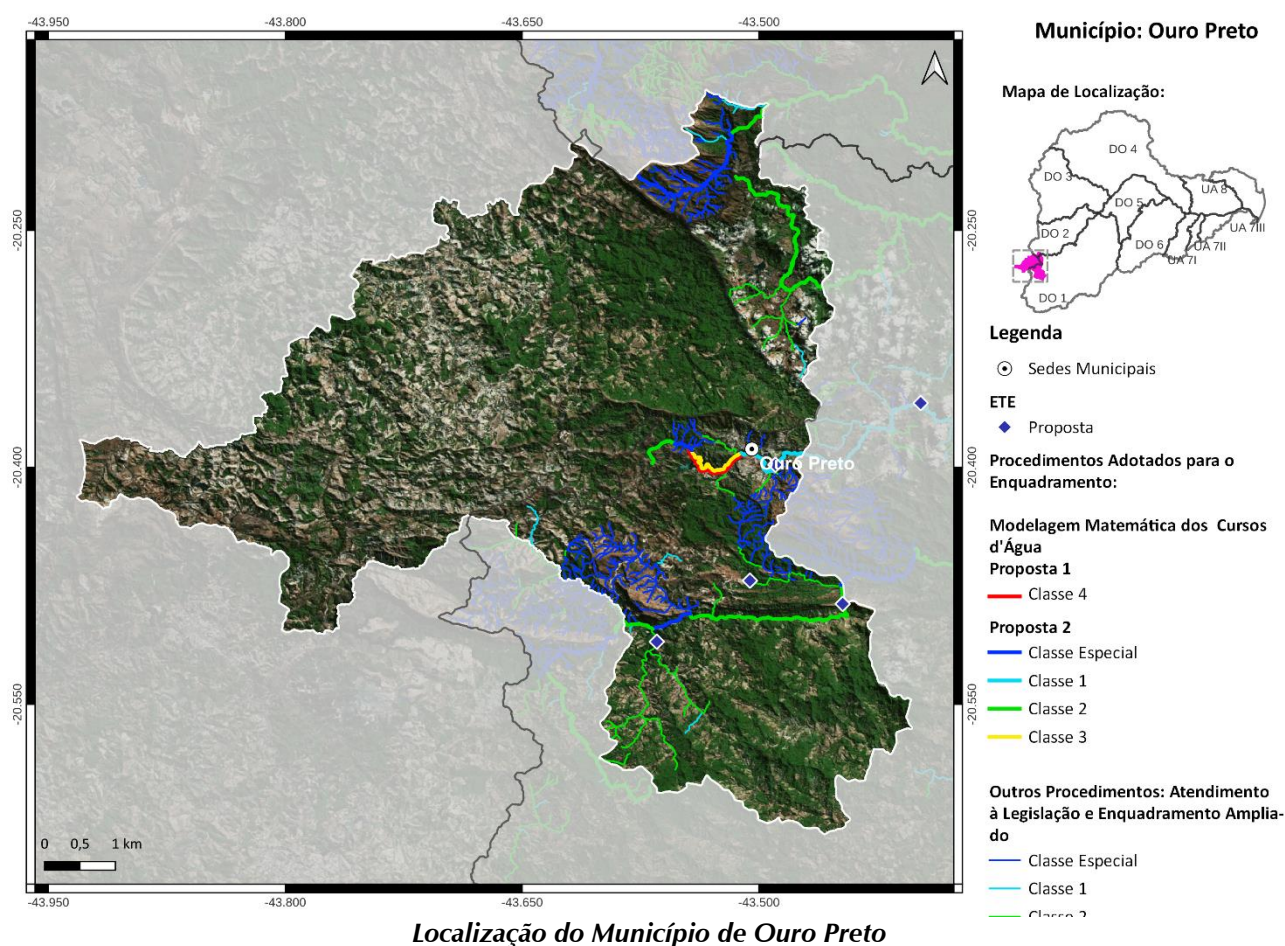 -43.950
-43.800
-43.650
-43.500
-20.250
-20.400
-20.550
-20.250
-20.400
-20.550
Ouro Preto
0 0,5 1 km
-43.950
-43.800
-43.650
-43.500
Município: Ouro Preto
Mapa de Localização:
DO 4
DO 3
UA 8
DO 5
DO 2
UA 7III
DO 6
UA 7II
UA 7I
DO 1
Legenda
Sedes Municipais
ETE
Proposta
Procedimentos Adotados para o
Enquadramento:
Modelagem Matemática dos Cursos
d'Água
Proposta 1
Classe 4
Proposta 2
Classe Especial
Classe 1
Classe 2
Classe 3
Outros Procedimentos: Atendimento
à Legislação e Enquadramento Amplia-
do
Classe Especial
Classe 1
Classe 2
Localização do Município de Ouro Preto